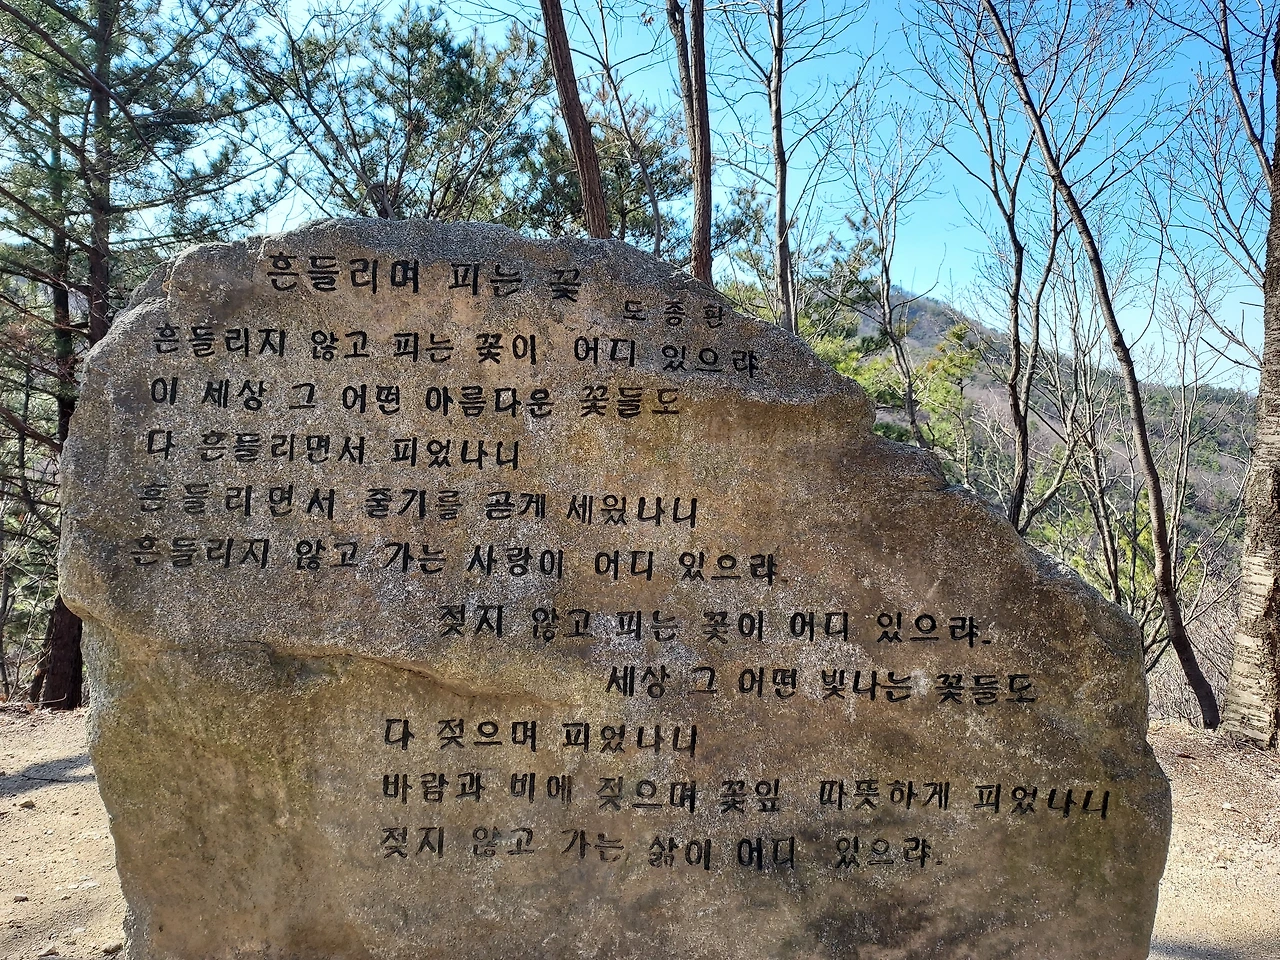 흔들리며 피는 꽃
도종환
흔들리지 않고 피는 꽃이 어디 있으랴
이 세상 그 어떤 아름다운 꽃들도
다 흔들리면서 피었나니
흔들리면서 줄기를 곧게 세웠나니
흔들리지 않고 가는 사랑이 어디 있으랴.
젖지 않고 피는 꽃이 어디 있으랴.
세상 그 어떤 빛나는 꽃들도
다 젖으며 피었나니
바람과 비에 젖으며 꽃잎 따뜻하게 피었나니
젖지 않고 가는 삶이 어디 있으랴.